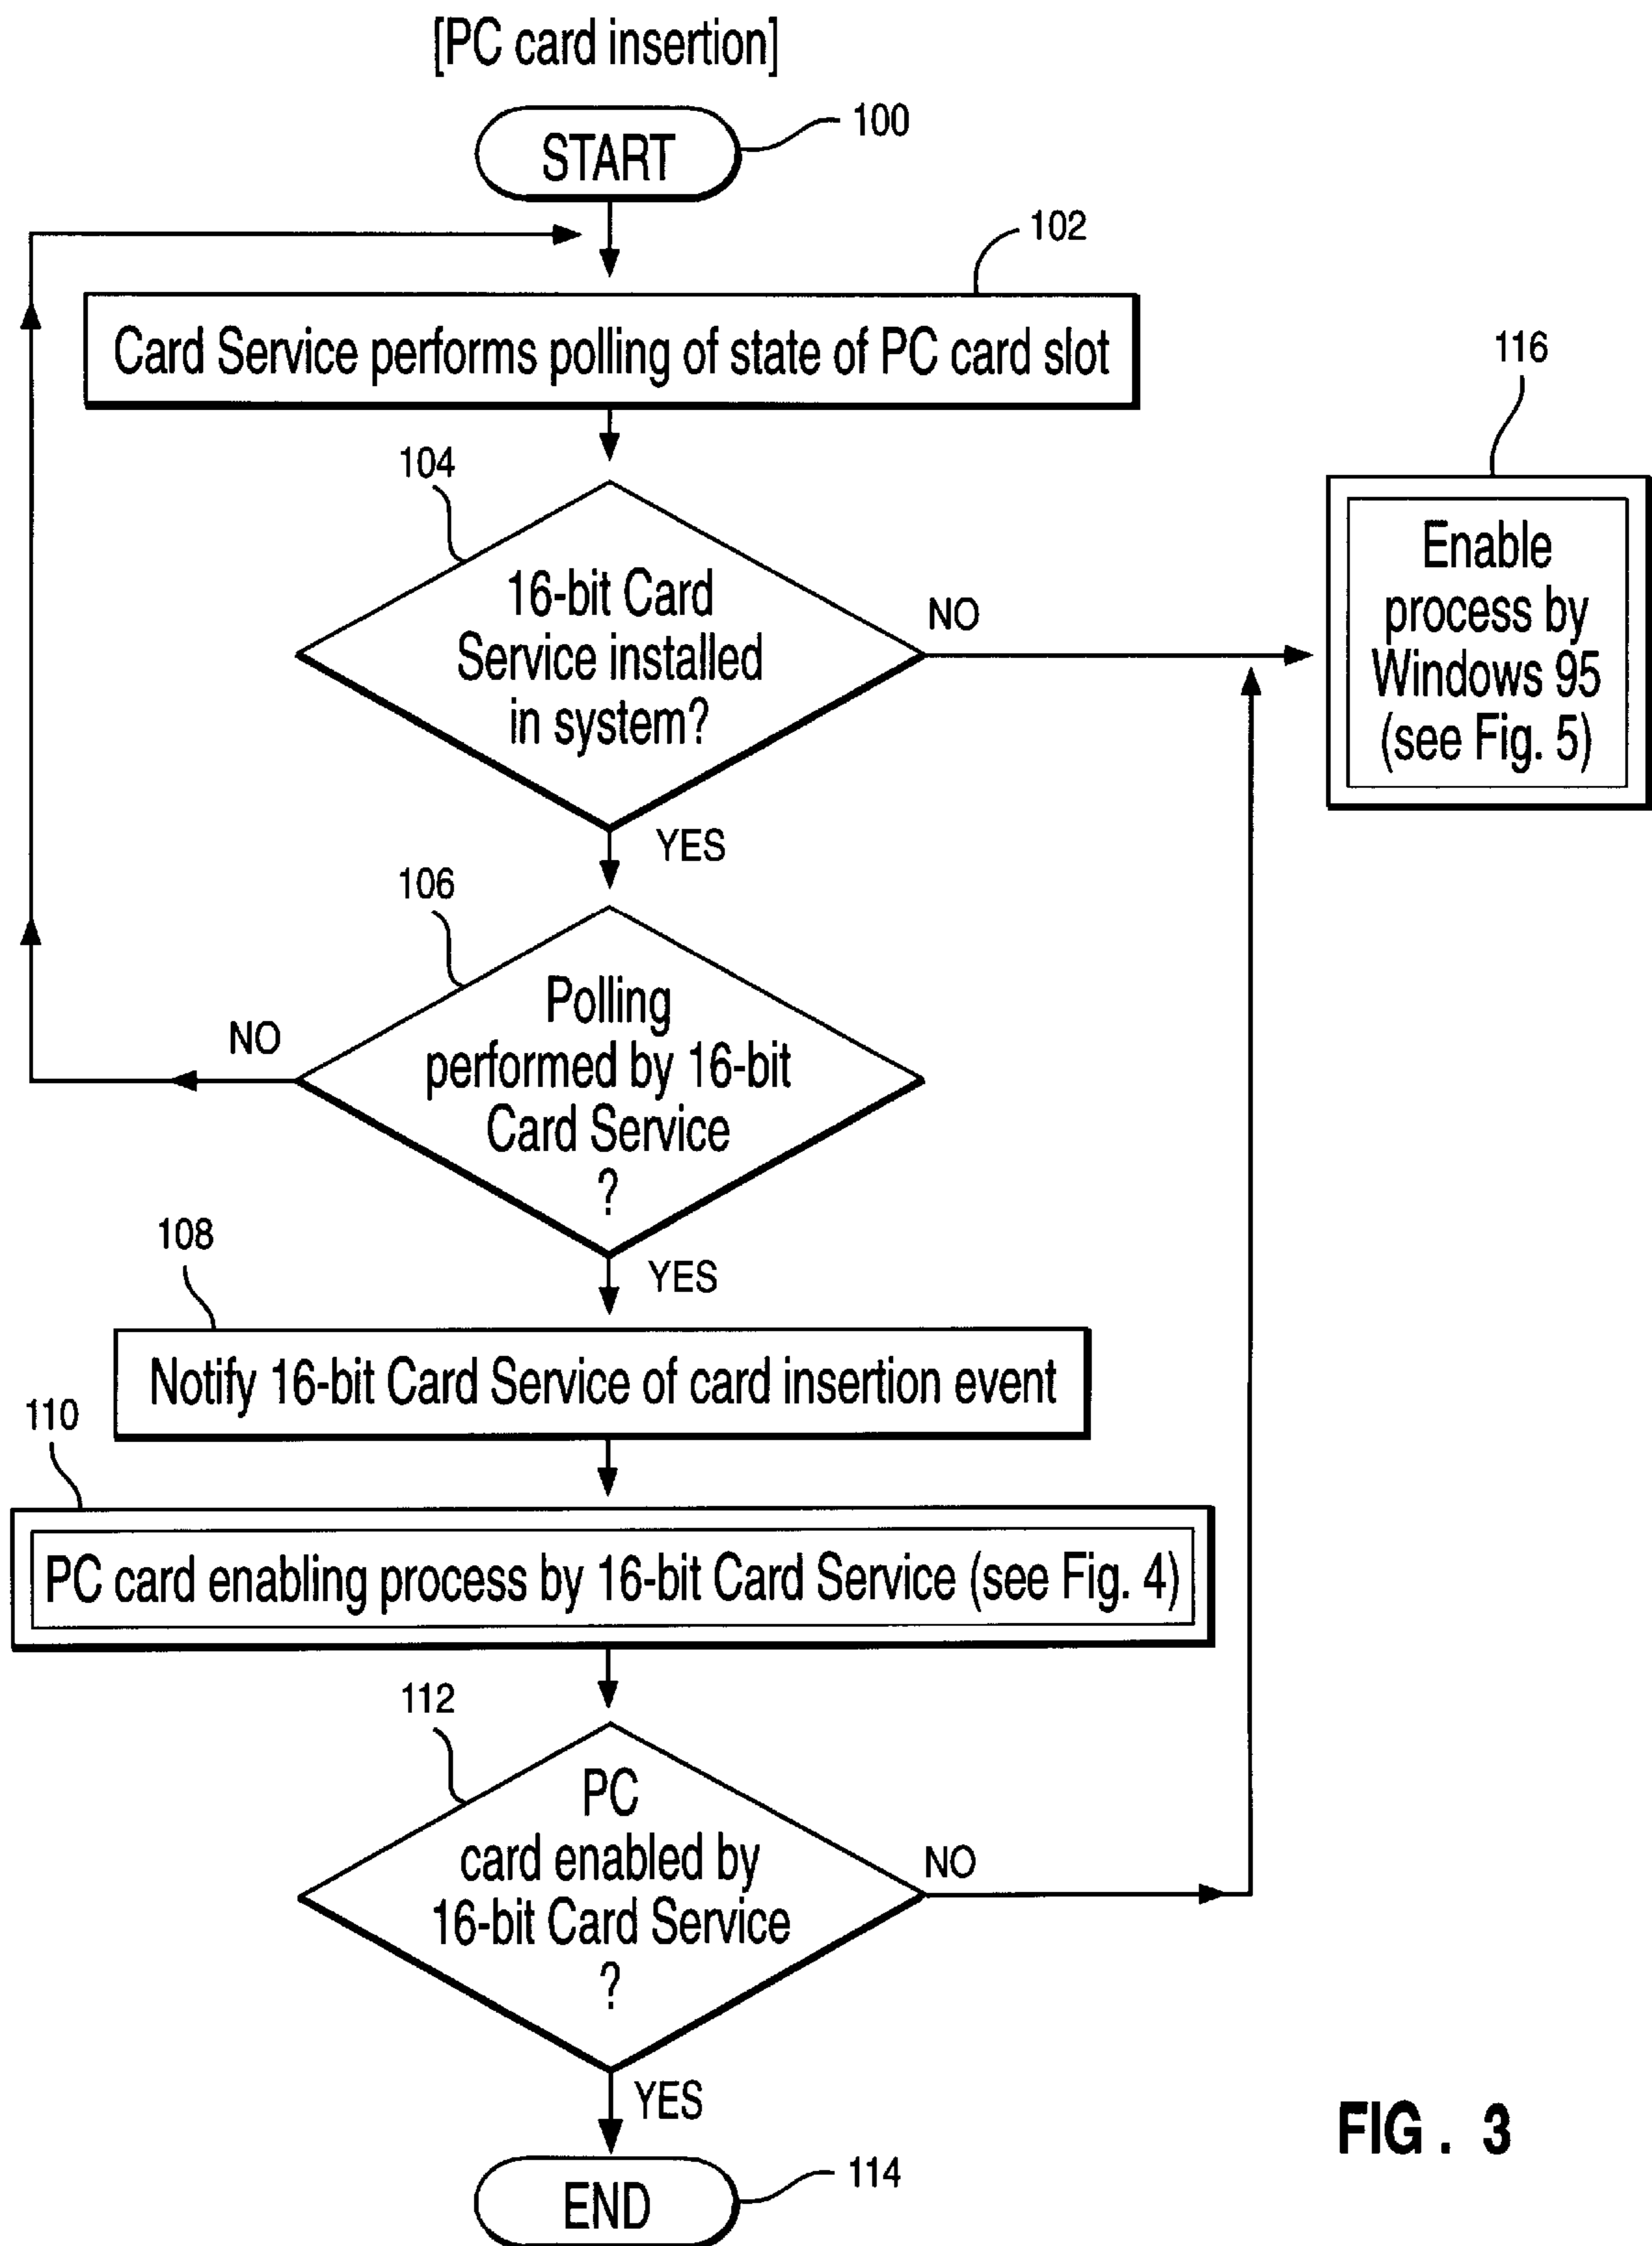 [PC card insertion]
100
START
102
Card Service performs polling of state of PC card slot
116
Enable
process by
Windows 95
(see Fig. 5)
104
16-bit Card
Service installed
in system?
NO
YES
106
Polling
performed by 16-bit
Card Service
?
NO
YES
108
Notify 16-bit Card Service of card insertion event
110
PC card enabling process by 16-bit Card Service (see Fig. 4)
112
PC
card enabled by
16-bit Card Service
?
NO
YES
114
END
FIG. 3